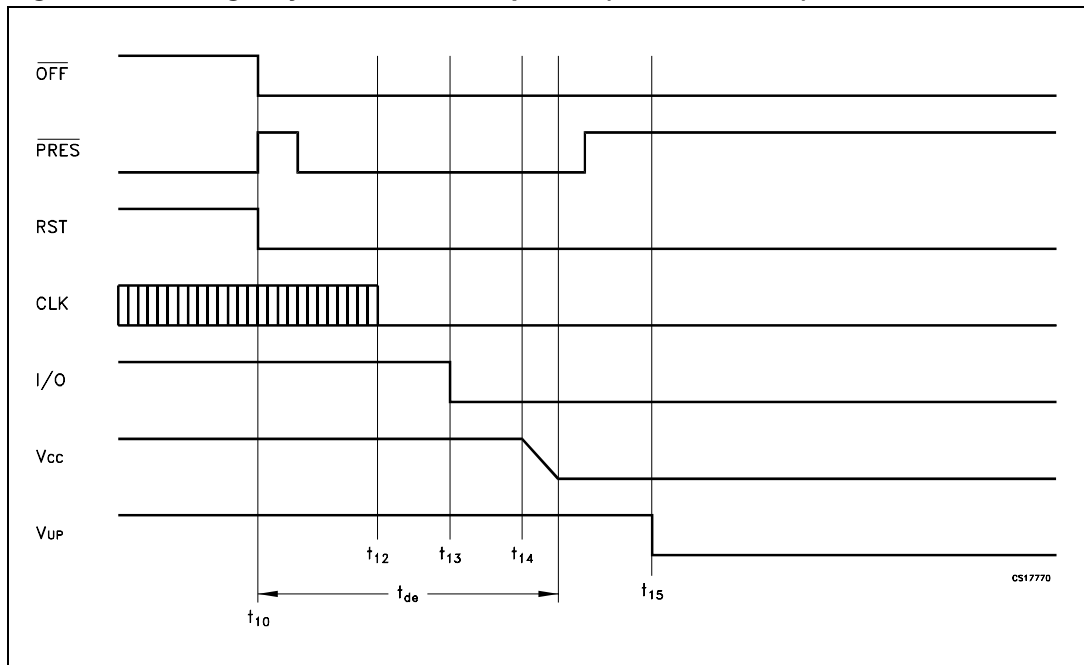 OFF
PRES
RST
CLK
I/O
Vcc
VUP
t12
t13
t14
tde
t15
t10
CS17770